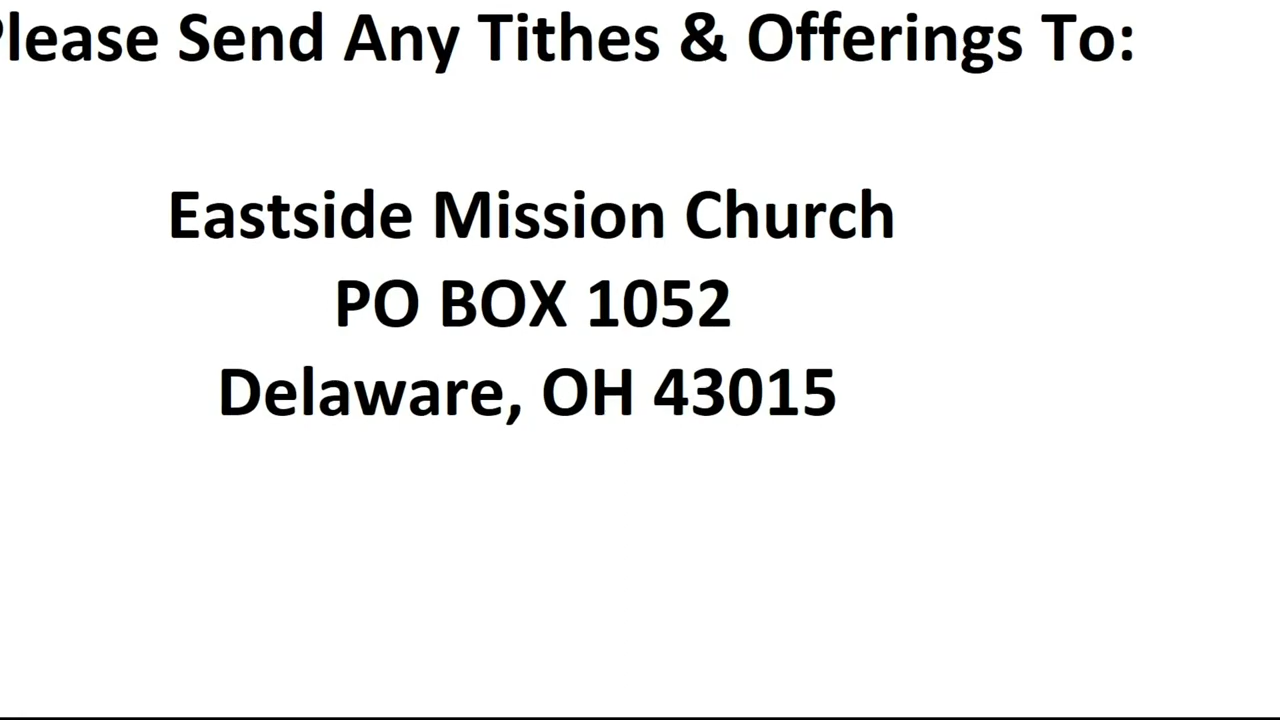 Please Send Any Tithes & Offerings To:
Eastside Mission Church
PO BOX 1052
Delaware, OH 43015